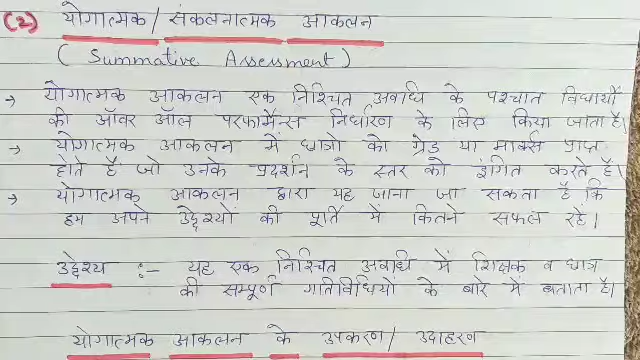 (2) योगात्मक/ संकलनात्मक आकलन
( Summative Assessment )
→ योगात्मक आकलन एक निश्चित अवधि के पश्चात विधार्थी
की ऑवर ऑल परफार्मेन्स निर्धारण के लिए किया जाता है।
→ योगात्मक आकलन में छात्रो को ग्रेड या मार्क्स प्राप्त
होते हैं जो उनके प्रदर्शन के स्तर को इंगित करते है।
→ योगात्मक आकलन द्वारा यह जाना जा सकता है कि
हम अपने उद्देश्यों की पूर्ति में कितने सफल रहें।
उद्देश्य :- यह एक निश्चित अवधि में शिक्षक व छात्र
की सम्पूर्ण गतिविधियों के बारे में बताता है।
योगात्मक आकलन के उपकरण/ उदाहरण